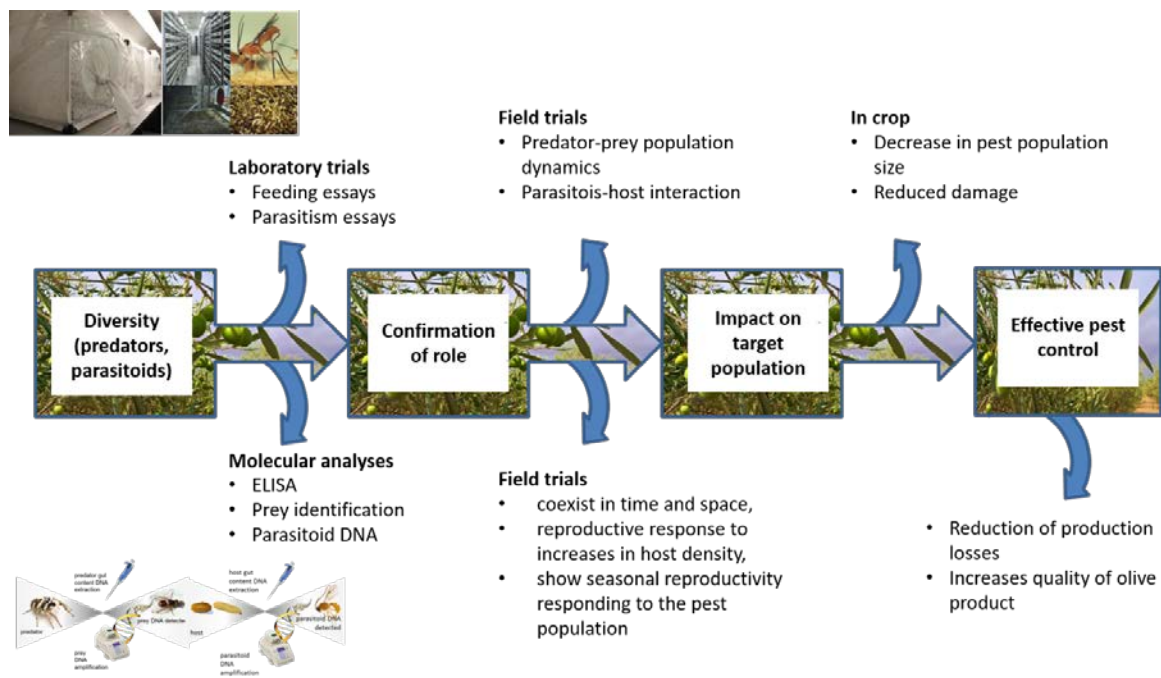 Laboratory trials
• Feeding essays
• Parasitism essays
Field trials
• Predator-prey population
dynamics
• Parasitois-host interaction
In crop
• Decrease in pest population
size
• Reduced damage
Diversity
(predators,
parasitoids)
Confirmation
of role
Impact on
target
population
Effective pest
control
Molecular analyses
• ELISA
• Prey identification
• Parasitoid DNA
Field trials
• coexist in time and space,
• reproductive response to
increases in host density,
• show seasonal reproductivity
responding to the pest
population
• Reduction of production
losses
• Increases quality of olive
product
predator gut
content DNA
extraction
host gut
content DNA
extraction
predator
prey DNA detected
host
parasitoid DNA
detected
prey
DNA
amplification
parasitoid
DNA
amplification